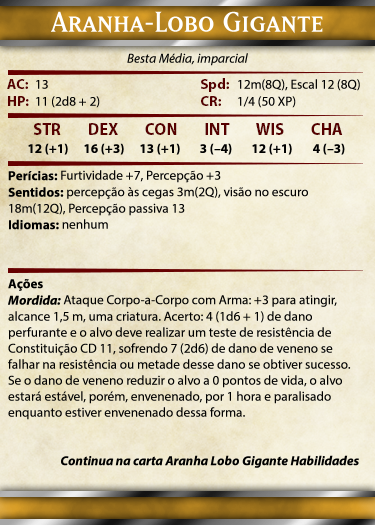 Aranha-Lobo Gigante
Besta Média, imparcial
AC: 13 Spd: 12m(8Q), Escal 12 (8Q)
HP: 11 (2d8 + 2) CR: 1/4 (50 XP)
STR DEX CON INT WIS CHA
12 (+1) 16 (+3) 13 (+1) 3 (–4) 12 (+1) 4 (–3)
Perícias: Furtividade +7, Percepção +3
Sentidos: percepção às cegas 3m(2Q), visão no escuro
18m(12Q), Percepção passiva 13
Idiomas: nenhum
Ações
Mordida: Ataque Corpo-a-Corpo com Arma: +3 para atingir,
alcance 1,5 m, uma criatura. Acerto: 4 (1d6 + 1) de dano
perfurante e o alvo deve realizar um teste de resistência de
Constituição CD 11, sofrendo 7 (2d6) de dano de veneno se
falhar na resistência ou metade desse dano se obtiver sucesso.
Se o dano de veneno reduzir o alvo a 0 pontos de vida, o alvo
estará estável, porém, envenenado, por 1 hora e paralisado
enquanto estiver envenenado dessa forma.
Continua na carta Aranha Lobo Gigante Habilidades